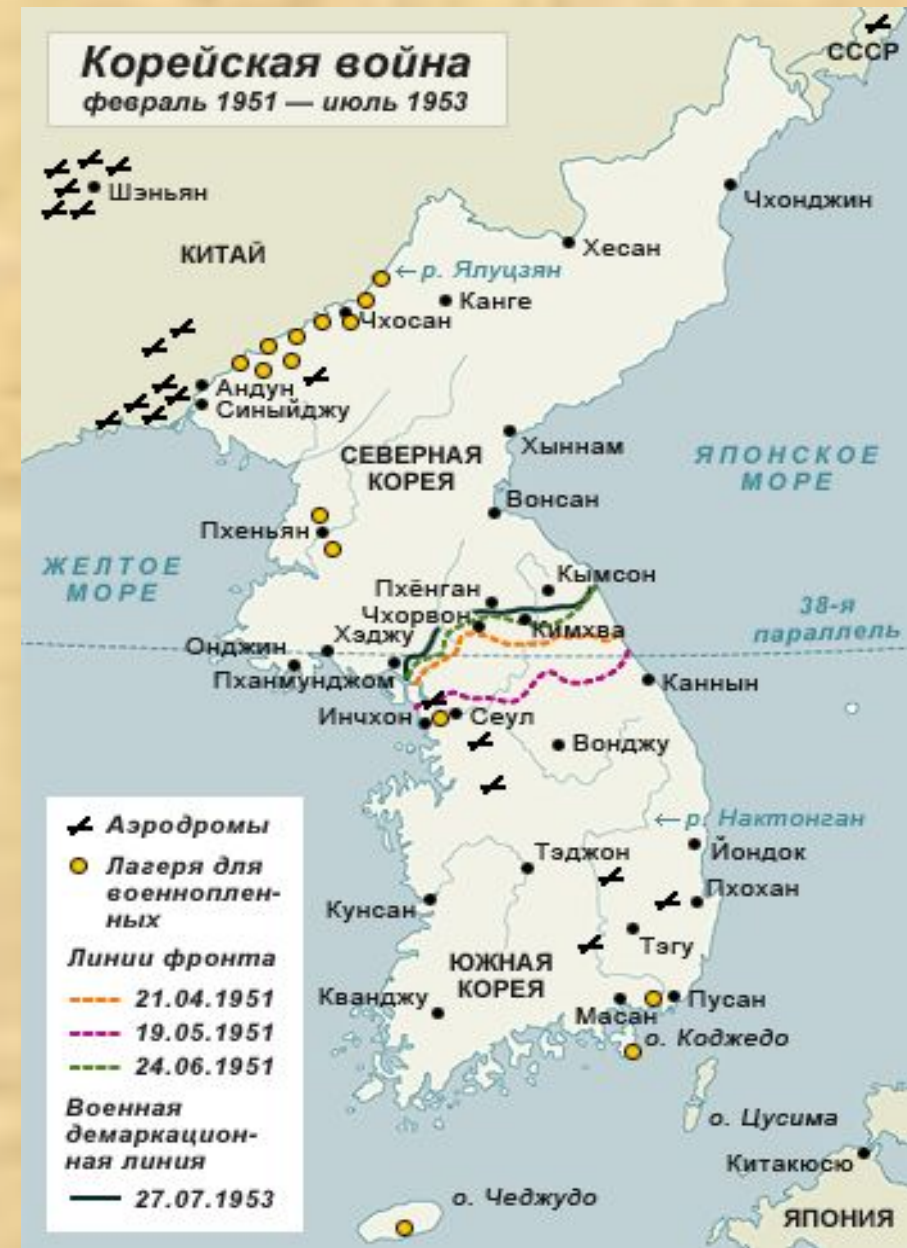 Корейская война
февраль 1951 — июль 1953
СССР
Шэньян
Чхонджин
КИТАЙ
Хесан
←р. Ялуцзян
Канге
Чхосан
Андун
Синыйджу
Хыннам
СЕВЕРНАЯ
КОРЕЯ
ЯПОНСКОЕ
МОРЕ
Вонсан
Пхеньян
ЖЕЛТОЕ
МОРЕ
Кымсон
Пхёнган
Чхорвон
38-я
параллель
Кимхва
Хэджу
Онджин
Пханмунджом
Каннын
Инчхон
Сеул
Вонджу
←р. Нактонган
Йондок
Тэджон
Пхохан
Кунсан
Тэгу
ЮЖНАЯ
КОРЕЯ
Кванджу
Пусан
Масан
о. Коджедо
о. Цусима
Китакюсю
о. Чеджудо
ЯПОНИЯ
Аэродромы
Лагеря для
военноплен-
ных
Линии фронта
21.04.1951
19.05.1951
24.06.1951
Военная
демаркацион-
ная линия
27.07.1953